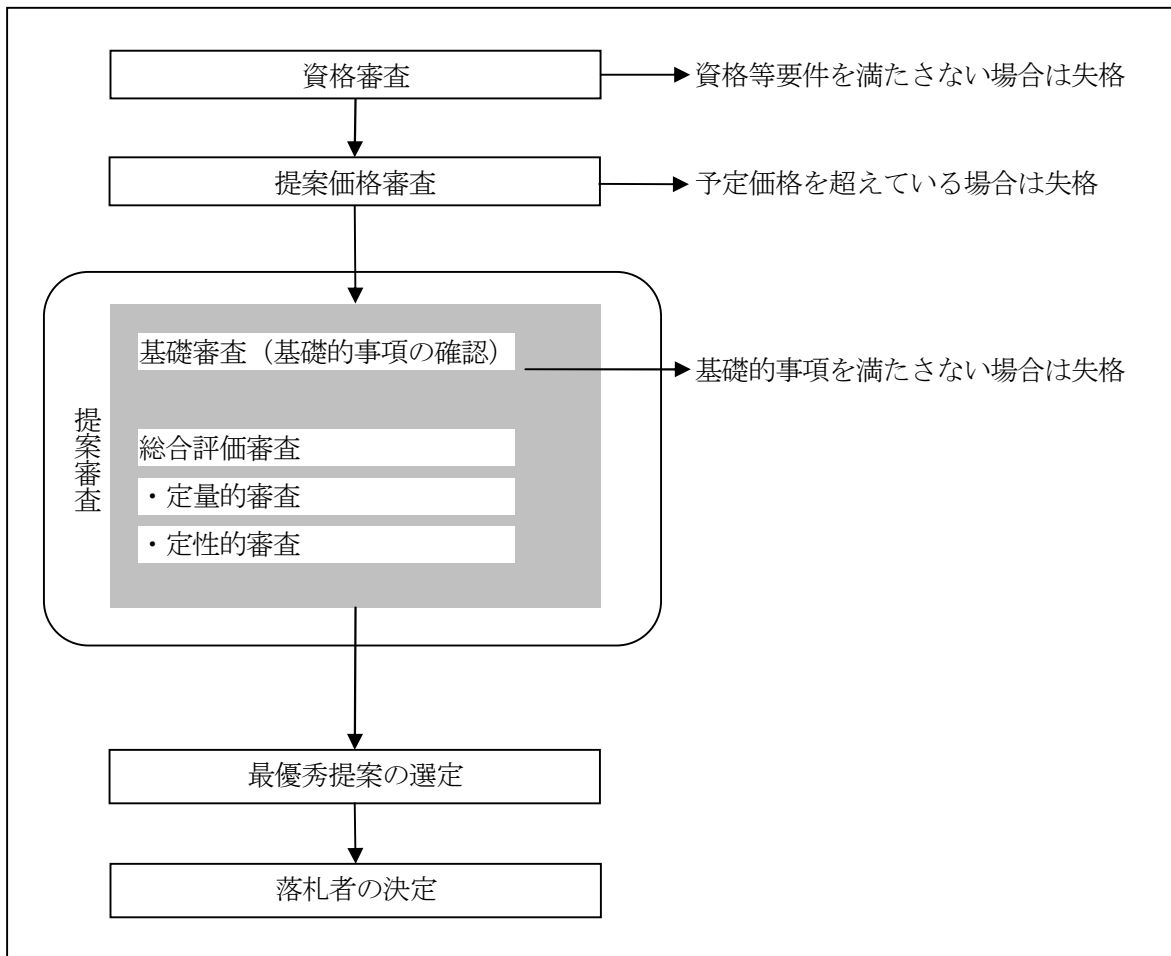 資格審査
資格等要件を満たさない場合は失格
提案価格審査
予定価格を超えている場合は失格
提案審査
基礎審査（基礎的事項の確認）
基礎的事項を満たさない場合は失格
総合評価審査
・定量的審査
・定性的審査
最優秀提案の選定
落札者の決定